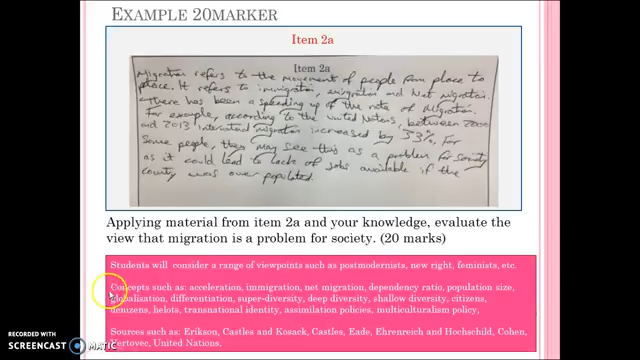 EXAMPLE 20MARKER
Item 2a
Item 2a
Migration refers to the movement of people from place to
place. It refers to immigration, emigration and Net migration.
There has been a speeding up of the rate of Migration.
For example, according to the United Nations, between 2000
and 2013 international migration increased by 33%. For
Some people, they may see this as a problem for society
as it could lead to lacks of jobs available if the
country was over populated.
Applying material from item 2a and your knowledge, evaluate the
view that migration is a problem for society. (20 marks)
Students will consider a range of viewpoints such as postmodernists, new right, feminists, etc.
Concepts such as: acceleration, immigration, net migration, dependency ratio, population size,
globalisation, differentiation, super-diversity, deep diversity, shallow diversity, citizens,
denizens, helots, transnational identity, assimilation policies, multiculturalism policy,
Sources such as: Erikson, Castles and Kosack, Castles, Eade, Ehrenreich and Hochschild, Cohen,
Vertovec, United Nations.
RECORDED WITH
SCREENCAST-O-MATIC